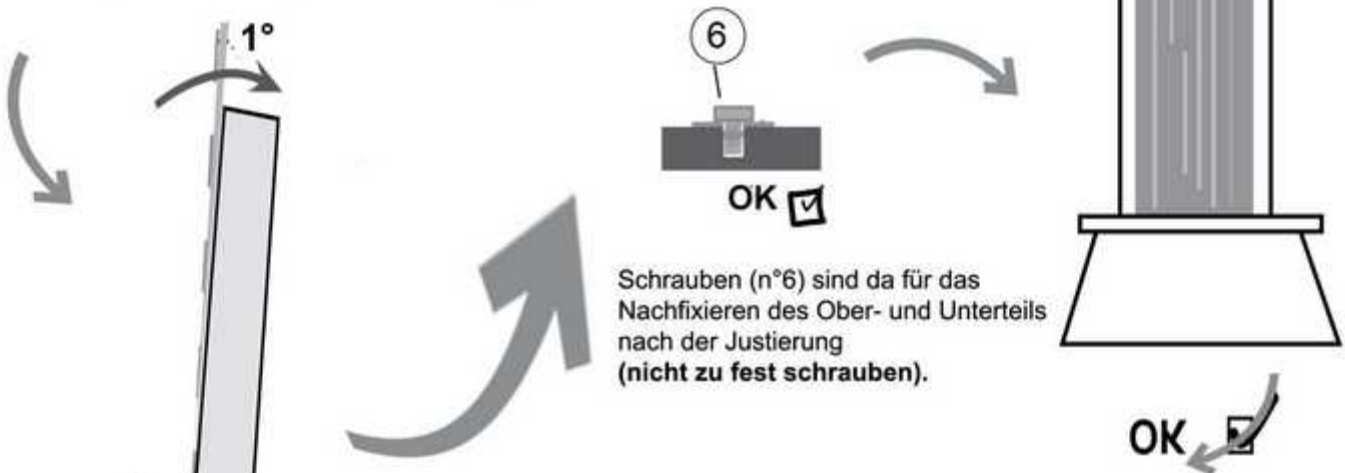 1°
6
OK
Schrauben (n°6) sind da für das
Nachfixieren des Ober- und Unterteils
nach der Justierung
(nicht zu fest schrauben).
OK